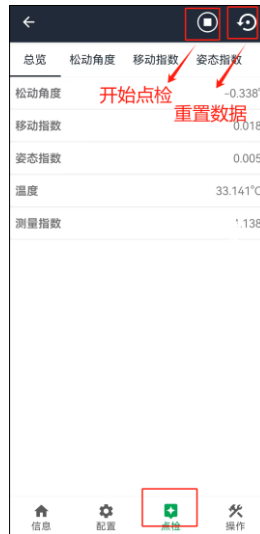 总览 松动角度 移动指数 姿态指数
松动角度 -0.338°
开始点检
移动指数 0.018
重置数据
姿态指数 0.005
温度 33.141°C
测量指数 .138
信息 配置 点检 操作